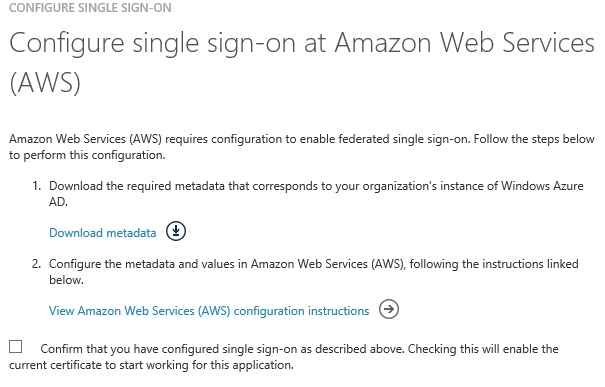 CONFIGURE SINGLE SIGN-ON
Configure single sign-on at Amazon Web Services
(AWS)
Amazon Web Services (AWS) requires configuration to enable federated single sign-on. Follow the steps below
to perform this configuration.
1. Download the required metadata that corresponds to your organization's instance of Windows Azure
AD.
Download metadata
2. Configure the metadata and values in Amazon Web Services (AWS), following the instructions linked
below.
View Amazon Web Services (AWS) configuration instructions
Confirm that you have configured single sign-on as described above. Checking this will enable the
current certificate to start working for this application.